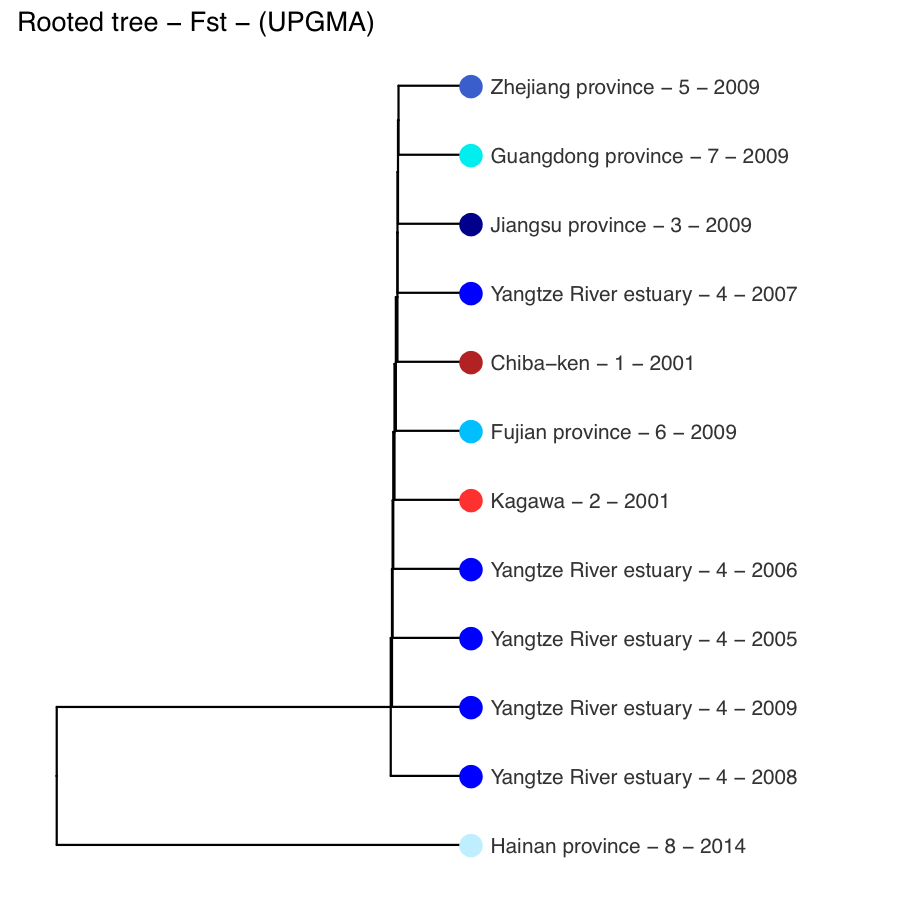 Rooted tree − Fst − (UPGMA)
Zhejiang province − 5 − 2009
Guangdong province − 7 − 2009
Jiangsu province − 3 − 2009
Yangtze River estuary − 4 − 2007
Chiba−ken − 1 − 2001
Fujian province − 6 − 2009
Kagawa − 2 − 2001
Yangtze River estuary − 4 − 2006
Yangtze River estuary − 4 − 2005
Yangtze River estuary − 4 − 2009
Yangtze River estuary − 4 − 2008
Hainan province − 8 − 2014